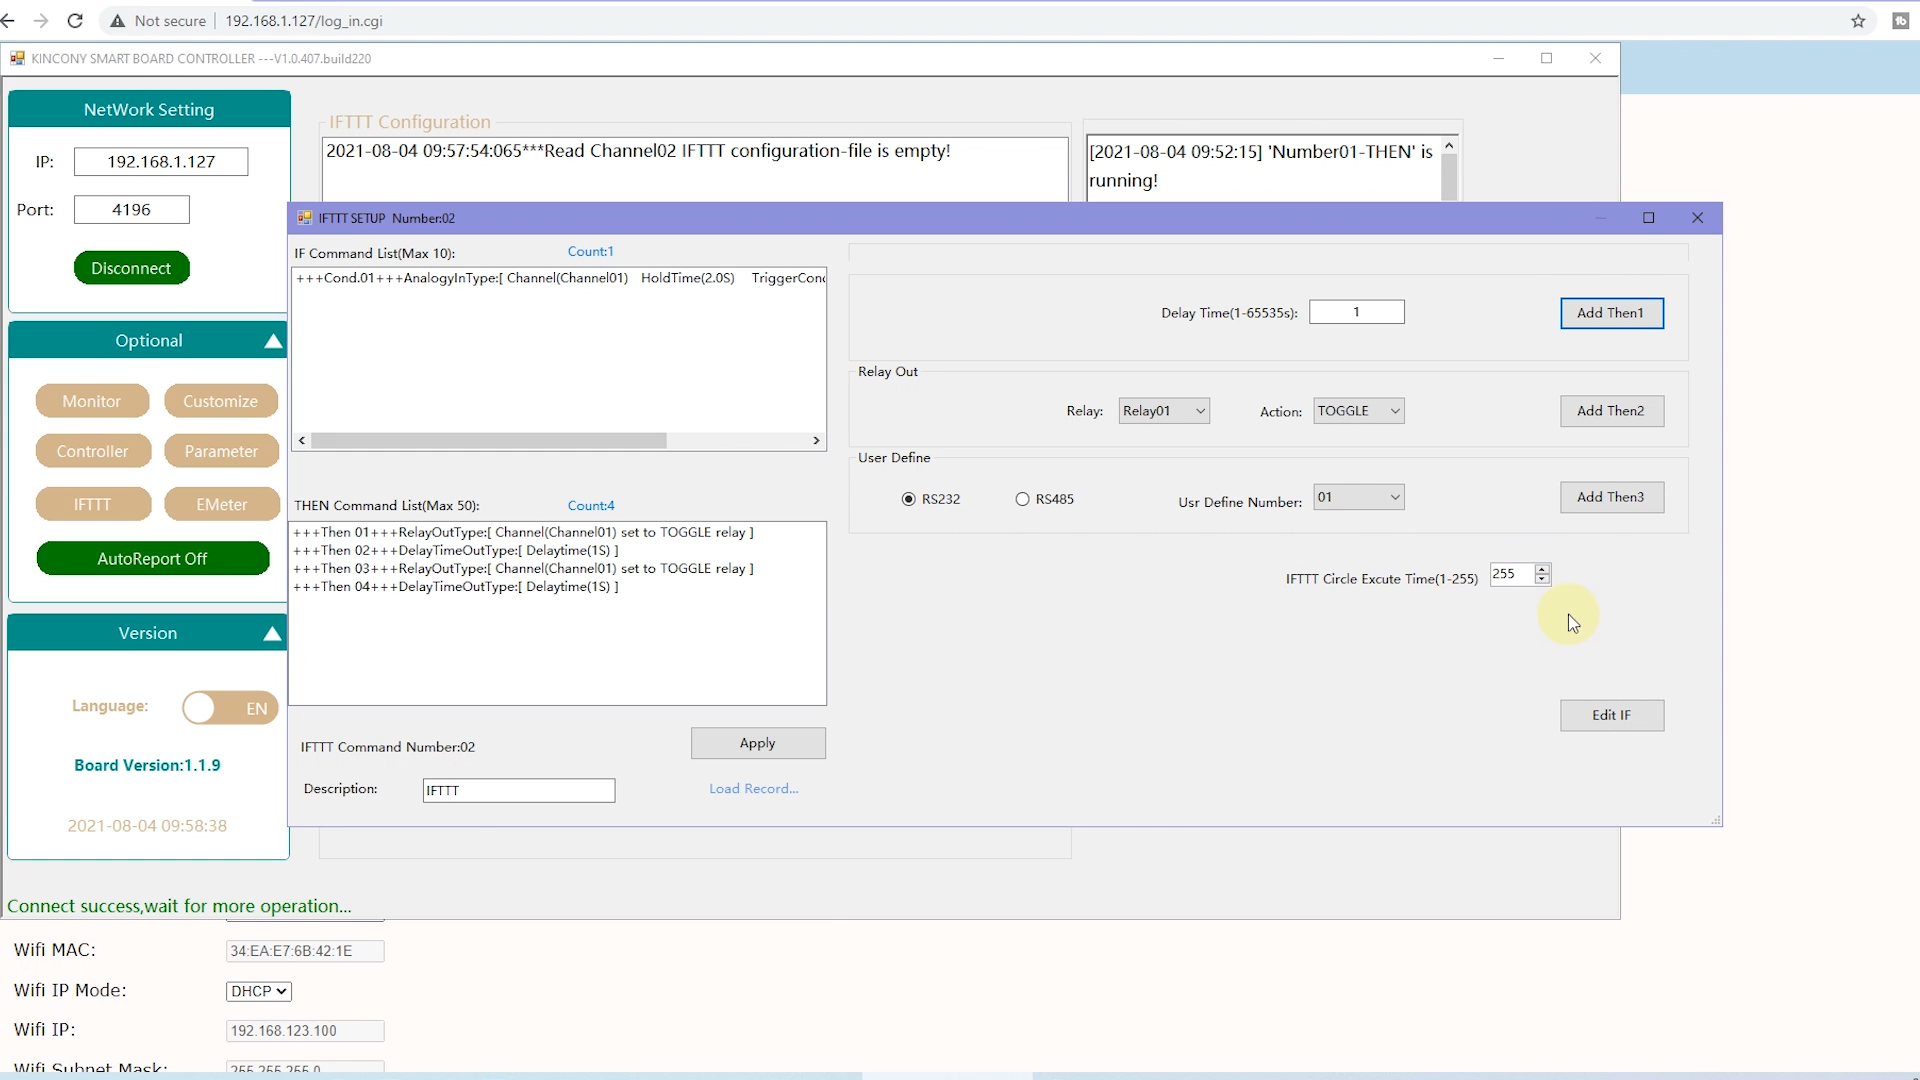 Not secure
192.168.1.127/log_in.cgi
KINCONY SMART BOARD CONTROLLER ---V1.0.407.build220
NetWork Setting
IP:
192.168.1.127
Port:
4196
Disconnect
IFTTT Configuration
2021-08-04 09:57:54:065***Read Channel02 IFTTT configuration-file is empty!
[2021-08-04 09:52:15] 'Number01-THEN' is
running!
Optional
Monitor
Customize
Controller
Parameter
IFTTT
EMeter
AutoReport Off
Version
Language:
EN
Board Version:1.1.9
2021-08-04 09:58:38
Connect success,wait for more operation...
IFTTT SETUP Number:02
IF Command List(Max 10):
Count:1
+++Cond.01+++AnalogyInType:[ Channel(Channel01) HoldTime(2.0S) TriggerCond
THEN Command List(Max 50):
Count:4
+++Then 01+++RelayOutType:[ Channel(Channel01) set to TOGGLE relay ]
+++Then 02+++DelayTimeOutType:[ Delaytime(1S) ]
+++Then 03+++RelayOutType:[ Channel(Channel01) set to TOGGLE relay ]
+++Then 04+++DelayTimeOutType:[ Delaytime(1S) ]
IFTTT Command Number:02
Apply
Description:
IFTTT
Load Record...
Delay Time(1-65535s):
1
Add Then1
Relay Out
Relay:
Relay01
Action:
TOGGLE
Add Then2
User Define
RS232
RS485
Usr Define Number:
01
Add Then3
IFTTT Circle Excute Time(1-255)
255
Edit IF
Wifi MAC:
34:EA:E7:6B:42:1E
Wifi IP Mode:
DHCP
Wifi IP:
192.168.123.100
Wifi Subnet Mask:
255.255.255.0